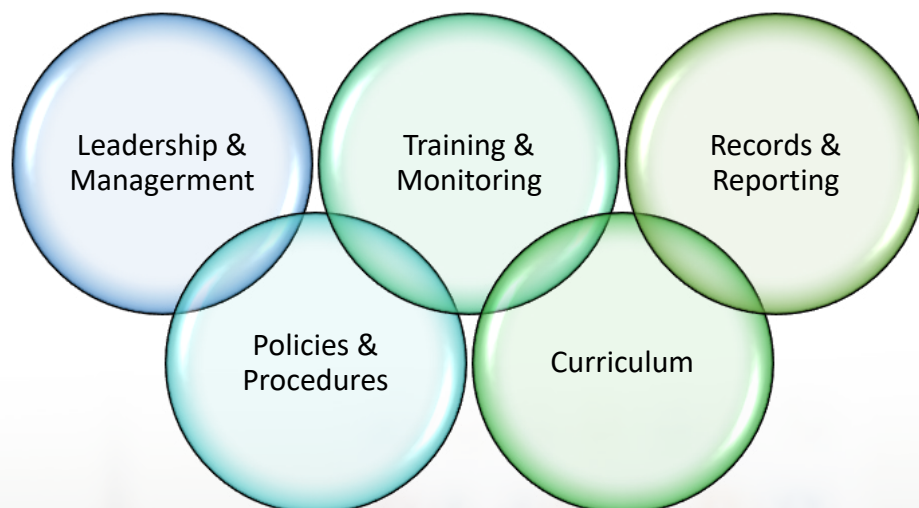 Leadership &
Managerment
Training &
Monitoring
Records &
Reporting
Policies &
Procedures
Curriculum